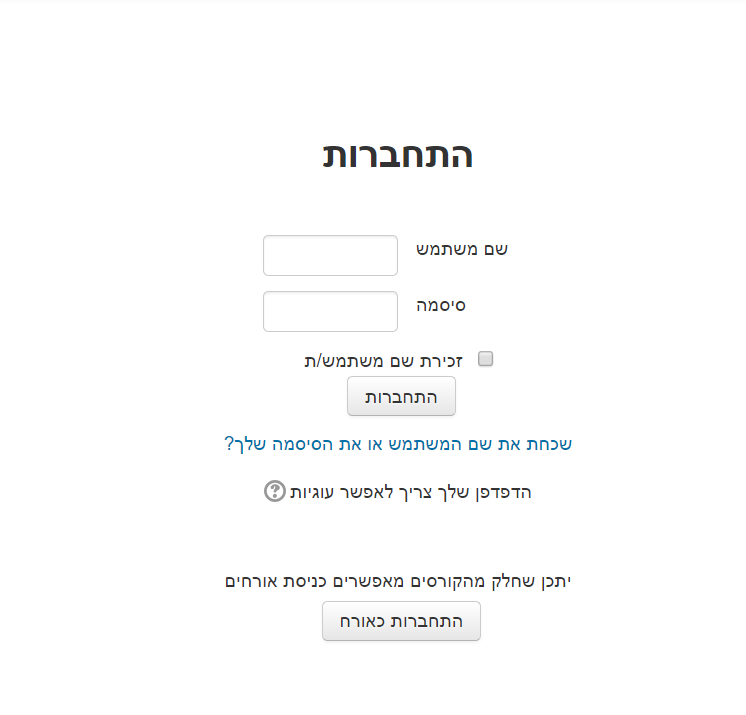 התחברות
שם משתמש
סיסמה
זכירת שם משתמש/ת
התחברות
שכחת את שם המשתמש או את הסיסמה שלך?
הדפדפן שלך צריך לאפשר עוגיות ?
יתכן שחלק מהקורסים מאפשרים כניסת אורחים
התחברות כאורח